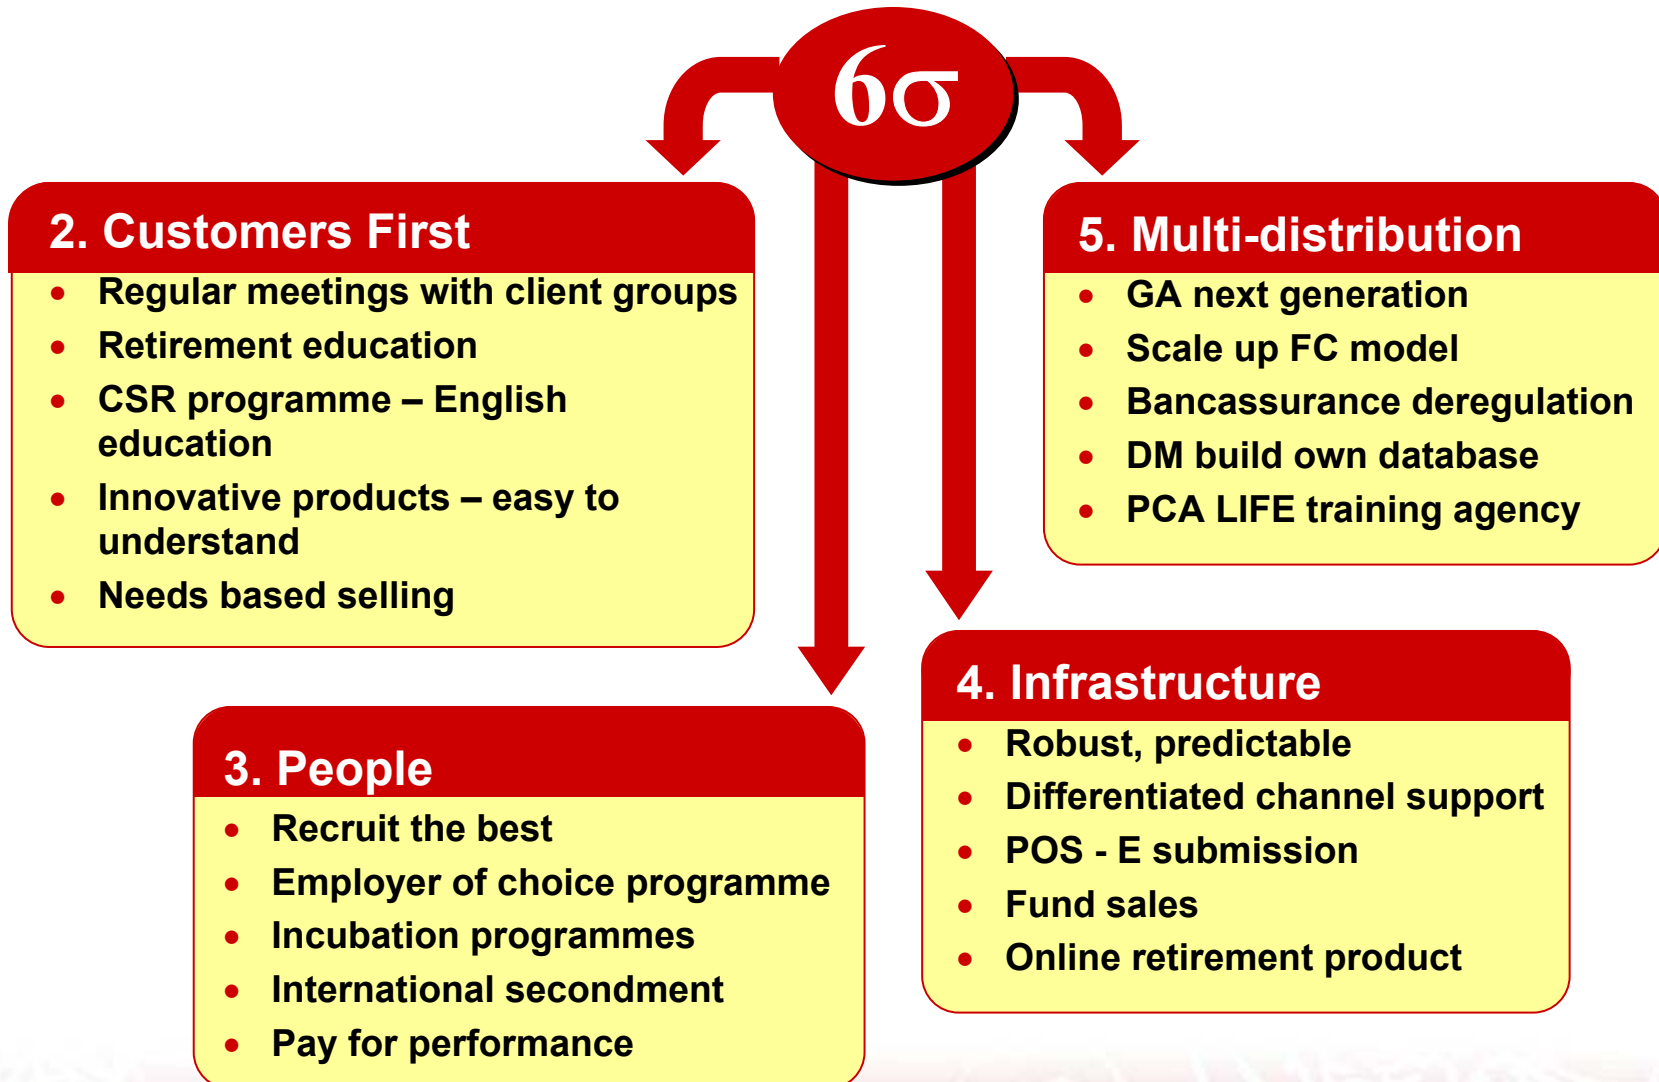 6σ
2. Customers First
• Regular meetings with client groups
• Retirement education
• CSR programme – English
education
• Innovative products – easy to
understand
• Needs based selling
3. People
• Recruit the best
• Employer of choice programme
• Incubation programmes
• International secondment
• Pay for performance
4. Infrastructure
• Robust, predictable
• Differentiated channel support
• POS - E submission
• Fund sales
• Online retirement product
5. Multi-distribution
• GA next generation
• Scale up FC model
• Bancassurance deregulation
• DM build own database
• PCA LIFE training agency